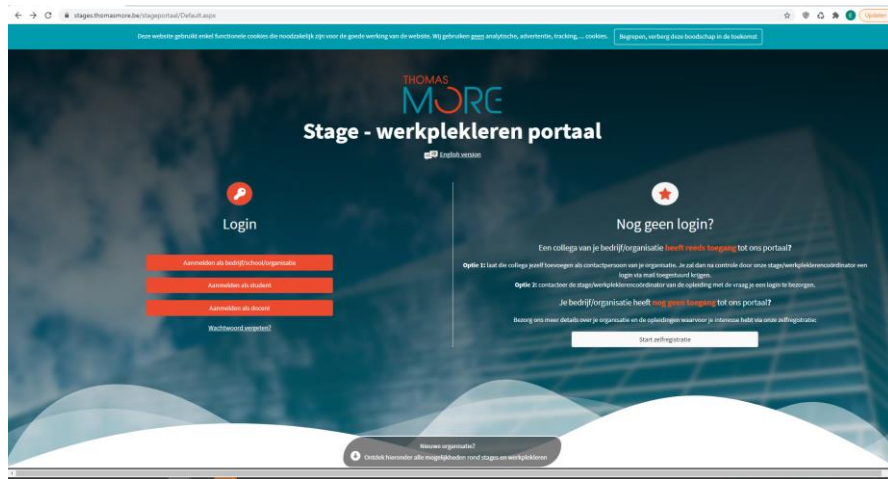 stages.thomasmore.be/stageportaal/Default.aspx
Deze website gebruikt enkel functionele cookies die noodzakelijk zijn voor de goede werking van de website. Wij gebruiken geen analytische, advertentie, tracking, ... cookies.
Begrepen, verberg deze boodschap in de toekomst
THOMAS
MORE
Stage - werkplekleren portaal
English version
Login
Aanmelden als bedrijf/school/organisatie
Aanmelden als student
Aanmelden als docent
Wachtwoord vergeten?
Nog geen login?
Een collega van je bedrijf/organisatie heeft reeds toegang tot ons portaal?
Optie 1: laat die collega jezelf toevoegen als contactpersoon van je organisatie. Je zal dan na controle door onze stage/werkplekleren­coördinator een
login via mail toegestuurd krijgen.
Optie 2: contacteer de stage/werkplekleren­coördinator van de opleiding met de vraag je een login te bezorgen.
Je bedrijf/organisatie heeft nog geen toegang tot ons portaal?
Bezorg ons meer details over je organisatie en de opleidingen waarvoor je interesse hebt via onze zelfregistratie:
Start zelfregistratie
Nieuwe organisatie?
Ontdek hieronder alle mogelijkheden rond stages en werkplekleren